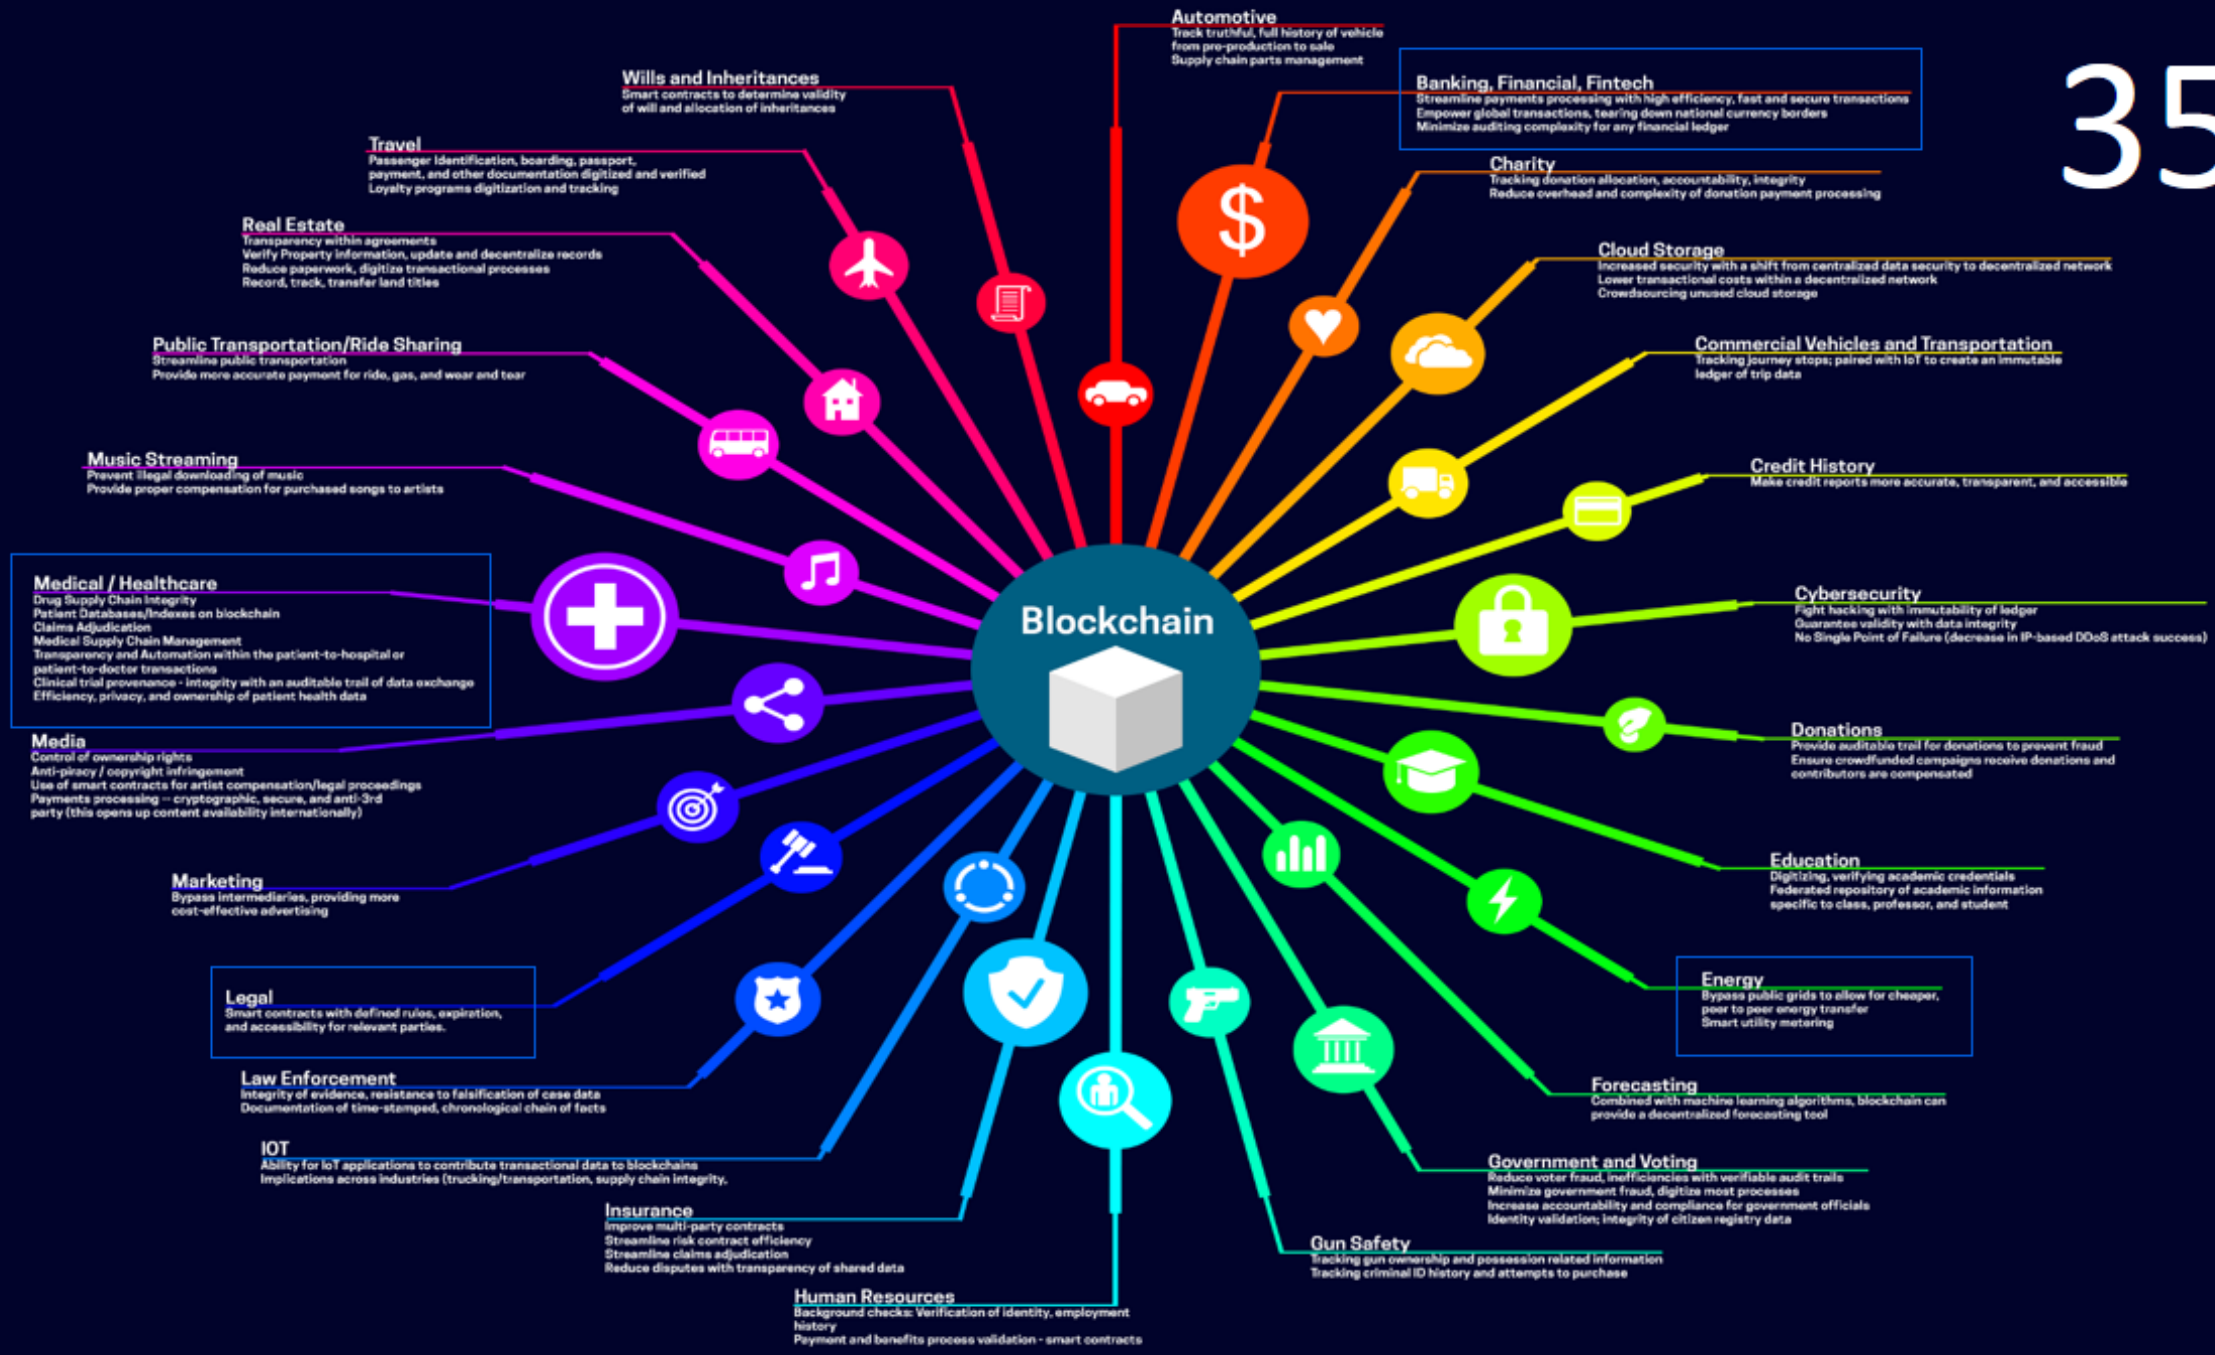 Automotive
Track truthful, full history of vehicle
from pre-production to sale
Supply chain parts management
35
Banking, Financial, Fintech
Streamline payments processing with high efficiency, fast and secure transactions
Empower global transactions, tearing down national currency borders
Minimize auditing complexity for any financial ledger
Charity
Tracking donation allocation, accountability, integrity
Reduce overhead and complexity of donation payment processing
Cloud Storage
Increased security with a shift from centralized data security to decentralized network
Lower transactional costs within a decentralized network
Crowdsourcing unused cloud storage
Commercial Vehicles and Transportation
Tracking journey stops; paired with IoT to create an immutable
ledger of trip data
Credit History
Make credit reports more accurate, transparent, and accessible
Cybersecurity
Fight hacking with immutability of ledger
Guarantee validity with data integrity
No Single Point of Failure (decrease in IP-based DDoS attack success)
Donations
Provide auditable trail for donations to prevent fraud
Ensure crowdfunded campaigns receive donations and
contributors are compensated
Education
Digitizing, verifying academic credentials
Federated repository of academic information
specific to class, professor, and student
Energy
Bypass public grids to allow for cheaper,
peer to peer energy transfer
Smart utility metering
Forecasting
Combined with machine learning algorithms, blockchain can
provide a decentralized forecasting tool
Government and Voting
Reduce voter fraud, inefficiencies with verifiable audit trails
Minimize government fraud, digitize most processes
Increase accountability and compliance for government officials
Identity validation; integrity of citizen registry data
Gun Safety
Tracking gun ownership and possession related information
Tracking criminal ID history and attempts to purchase
Human Resources
Background checks: Verification of identity, employment
history
Payment and benefits process validation - smart contracts
Insurance
Improve multi-party contracts
Streamline risk contract efficiency
Streamline claims adjudication
Reduce disputes with transparency of shared data
IOT
Ability for IoT applications to contribute transactional data to blockchains
Implications across industries (trucking/transportation, supply chain integrity,
Law Enforcement
Integrity of evidence, resistance to falsification of case data
Documentation of time-stamped, chronological chain of facts
Legal
Smart contracts with defined rules, expiration,
and accessibility for relevant parties.
Marketing
Bypass intermediaries, providing more
cost-effective advertising
Media
Control of ownership rights
Anti-piracy / copyright infringement
Use of smart contracts for artist compensation/legal proceedings
Payments processing -- cryptographic, secure, and anti-3rd
party (this opens up content availability internationally)
Medical / Healthcare
Drug Supply Chain Integrity
Patient Databases/Indexes on blockchain
Claims Adjudication
Medical Supply Chain Management
Transparency and Automation within the patient-to-hospital or
patient-to-doctor transactions
Clinical trial provenance - integrity with an auditable trail of data exchange
Efficiency, privacy, and ownership of patient health data
Music Streaming
Prevent illegal downloading of music
Provide proper compensation for purchased songs to artists
Public Transportation/Ride Sharing
Streamline public transportation
Provide more accurate payment for ride, gas, and wear and tear
Real Estate
Transparency within agreements
Verify Property information, update and decentralize records
Reduce paperwork, digitize transactional processes
Record, track, transfer land titles
Travel
Passenger Identification, boarding, passport,
payment, and other documentation digitized and verified
Loyalty programs digitization and tracking
Wills and Inheritances
Smart contracts to determine validity
of will and allocation of inheritances
$
Blockchain